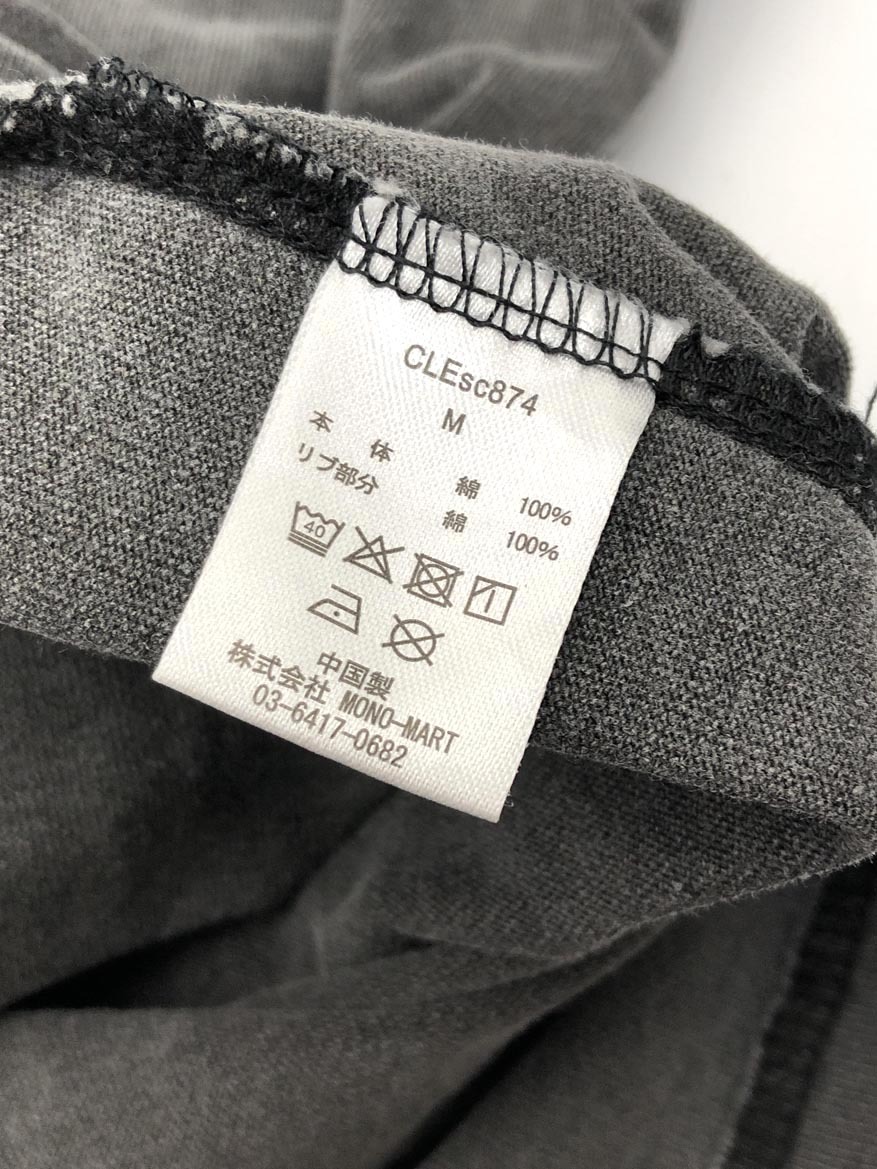 CLEsc874
M
本　体　綿　100%
リブ部分　綿　100%
40
中国製
株式会社 MONO-MART
03-6417-0682